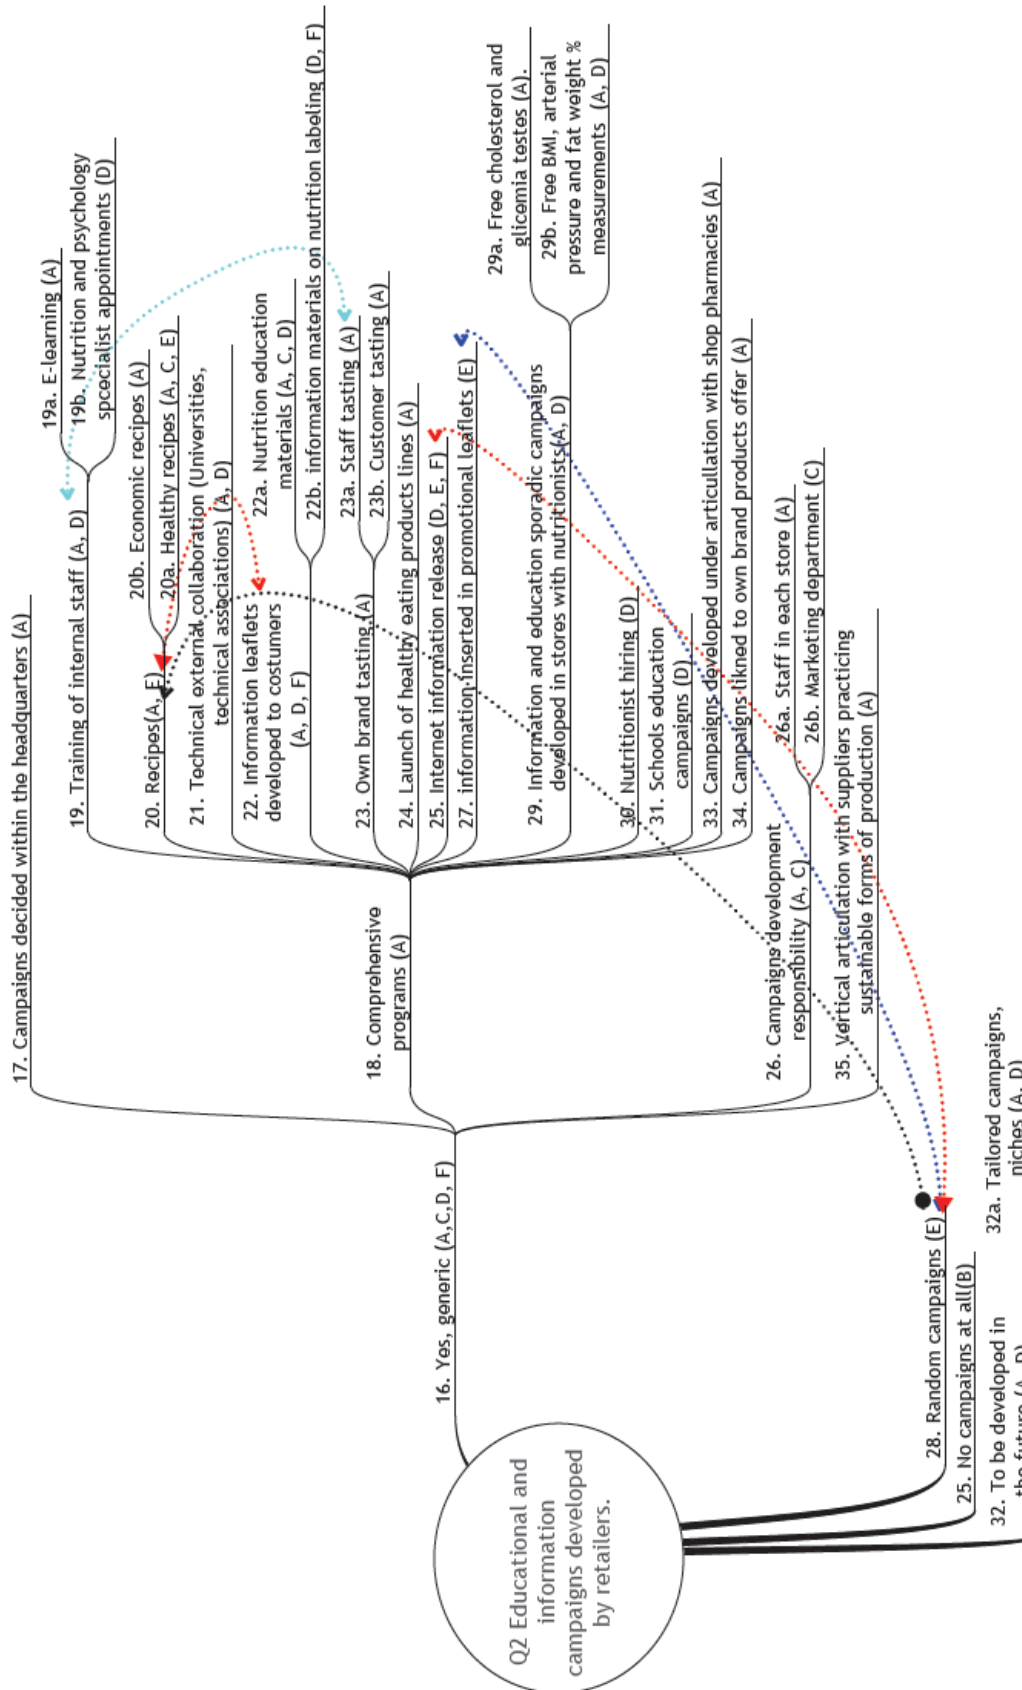 Q2 Educational and
information
campaigns developed
by retailers.
16. Yes, generic (A,C,D, F)
17. Campaigns decided within the headquarters (A)
18. Comprehensive
programs (A)
19. Training of internal staff (A, D)
19a. E-learning (A)
19b. Nutrition and psychology
specialist appointments (D)
20. Recipes(A, E)
20b. Economic recipes (A)
20a. Healthy recipes (A, C, E)
21. Technical external collaboration (Universities,
technical associations) (A, D)
22. Information leaflets
developed to costumers
(A, D, F)
22a. Nutrition education
materials (A, C, D)
22b. information materials on nutrition labeling (D, F)
23. Own brand tasting (A)
23a. Staff tasting (A)
23b. Customer tasting (A)
24. Launch of healthy eating products lines (A)
25. Internet information release (D, E, F)
27. information inserted in promotional leaflets (E)
29. Information and education sporadic campaigns
developed in stores with nutritionists(A, D)
29a. Free cholesterol and
glicemia testes (A).
29b. Free BMI, arterial
pressure and fat weight %
measurements (A, D)
30. Nutritionist hiring (D)
31. Schools education
campaigns (D)
33. Campaigns developed under articullation with shop pharmacies (A)
34. Campaigns likned to own brand products offer (A)
26. Campaigns development
responsibility (A, C)
26a. Staff in each store (A)
26b. Marketing department (C)
35. Vertical articulation with suppliers practicing
sustainable forms of production (A)
28. Random campaigns (E)
25. No campaigns at all(B)
32. To be developed in
the future (A, D)
32a. Tailored campaigns,
niches (A, D)